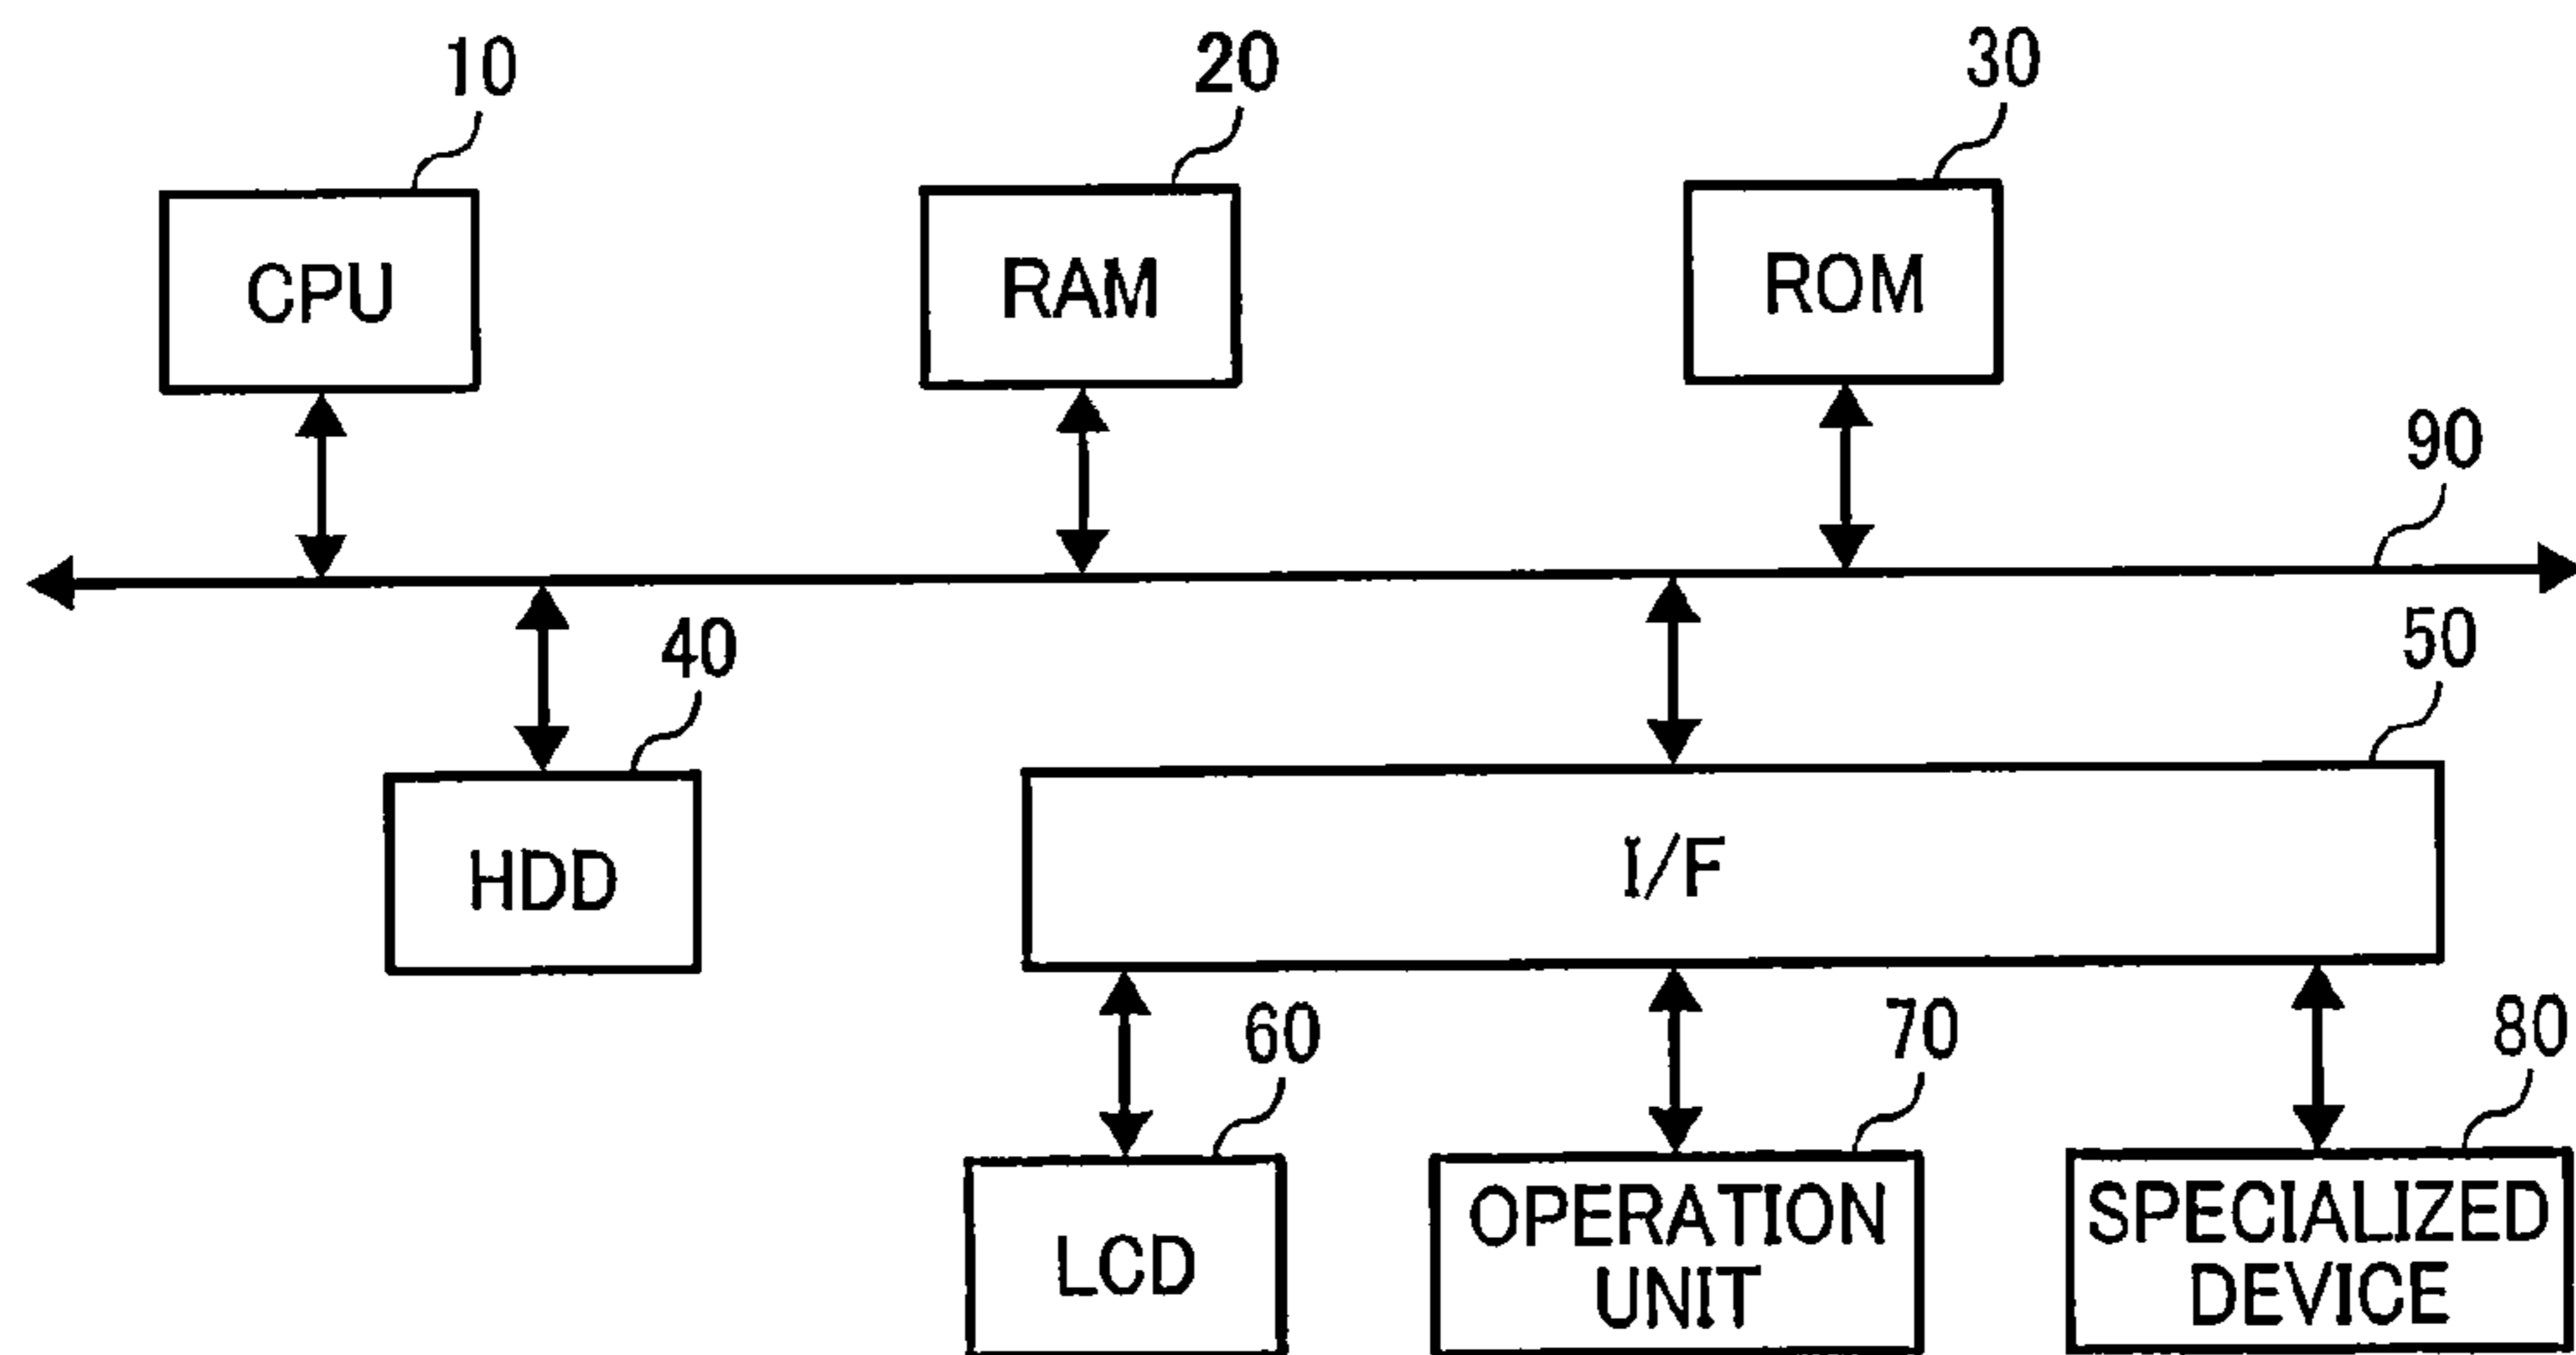 10
20
30
CPU
RAM
ROM
90
40
50
HDD
I/F
60
70
80
LCD
OPERATION
UNIT
SPECIALIZED
DEVICE